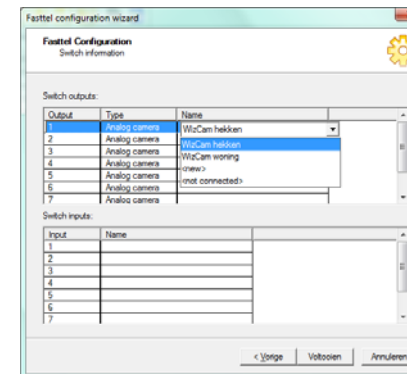 Fasttel configuration wizard
Fasttel Configuration
Switch information
Switch outputs:
Output Type Name
1 Analog camera WizCam hekken
2 Analog camera WizCam hekken
3 Analog camera WizCam woning
4 Analog camera <new>
5 Analog camera <not connected>
6 Analog camera
7 Analog camera
Switch inputs:
Input Name
1
2
3
4
5
6
7
< Vorige Voltooien Annuleren